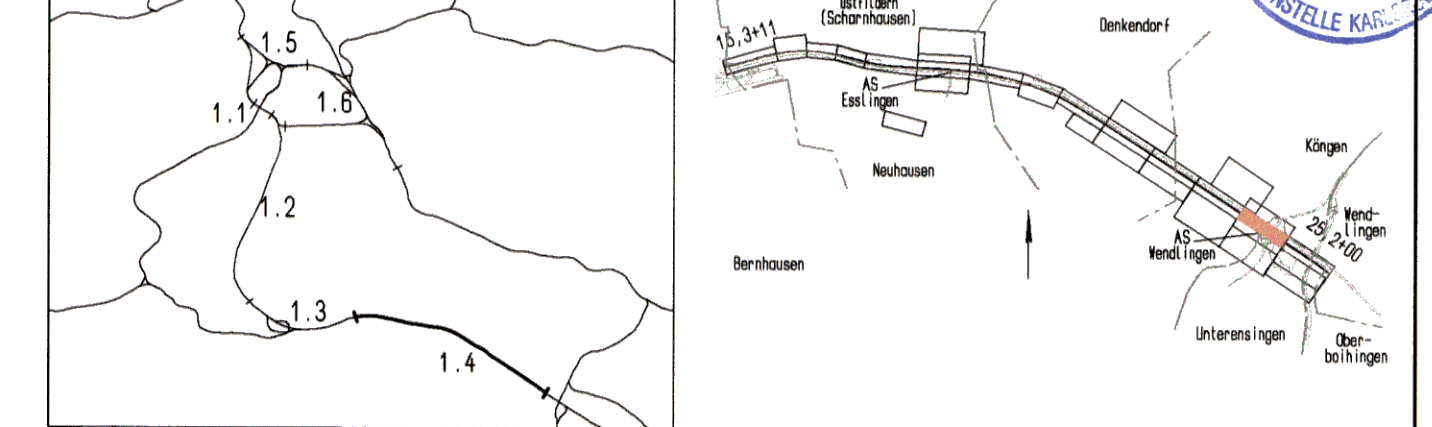 1.5
1.1
1.6
1.2
1.3
1.4
Ostfildern
(Scharnhausen)
Denkendorf
15,3+11
AS
Esslingen
Neuhausen
Köngen
Wend-
lingen
25,2+00
AS
Wendlingen
Bernhausen
Unterensingen
Ober-
boihingen